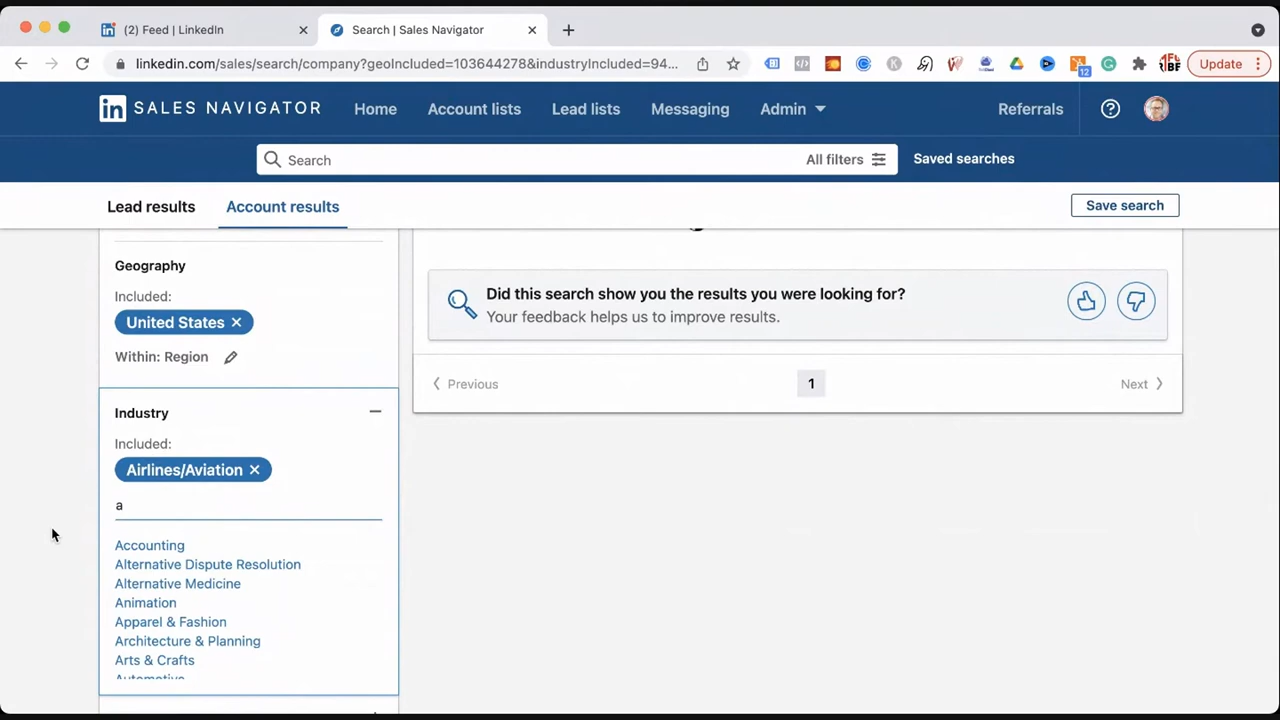 (2) Feed | LinkedIn
Search | Sales Navigator
linkedin.com/sales/search/company?geoIncluded=103644278&industryIncluded=94...
12
Update
in SALES NAVIGATOR
Home
Account lists
Lead lists
Messaging
Admin
Referrals
Search
All filters
Saved searches
Lead results
Account results
Save search
Geography
Included:
United States
Within: Region
Industry
Included:
Airlines/Aviation
a
Accounting
Alternative Dispute Resolution
Alternative Medicine
Animation
Apparel & Fashion
Architecture & Planning
Arts & Crafts
Automotive
Did this search show you the results you were looking for?
Your feedback helps us to improve results.
Previous
1
Next